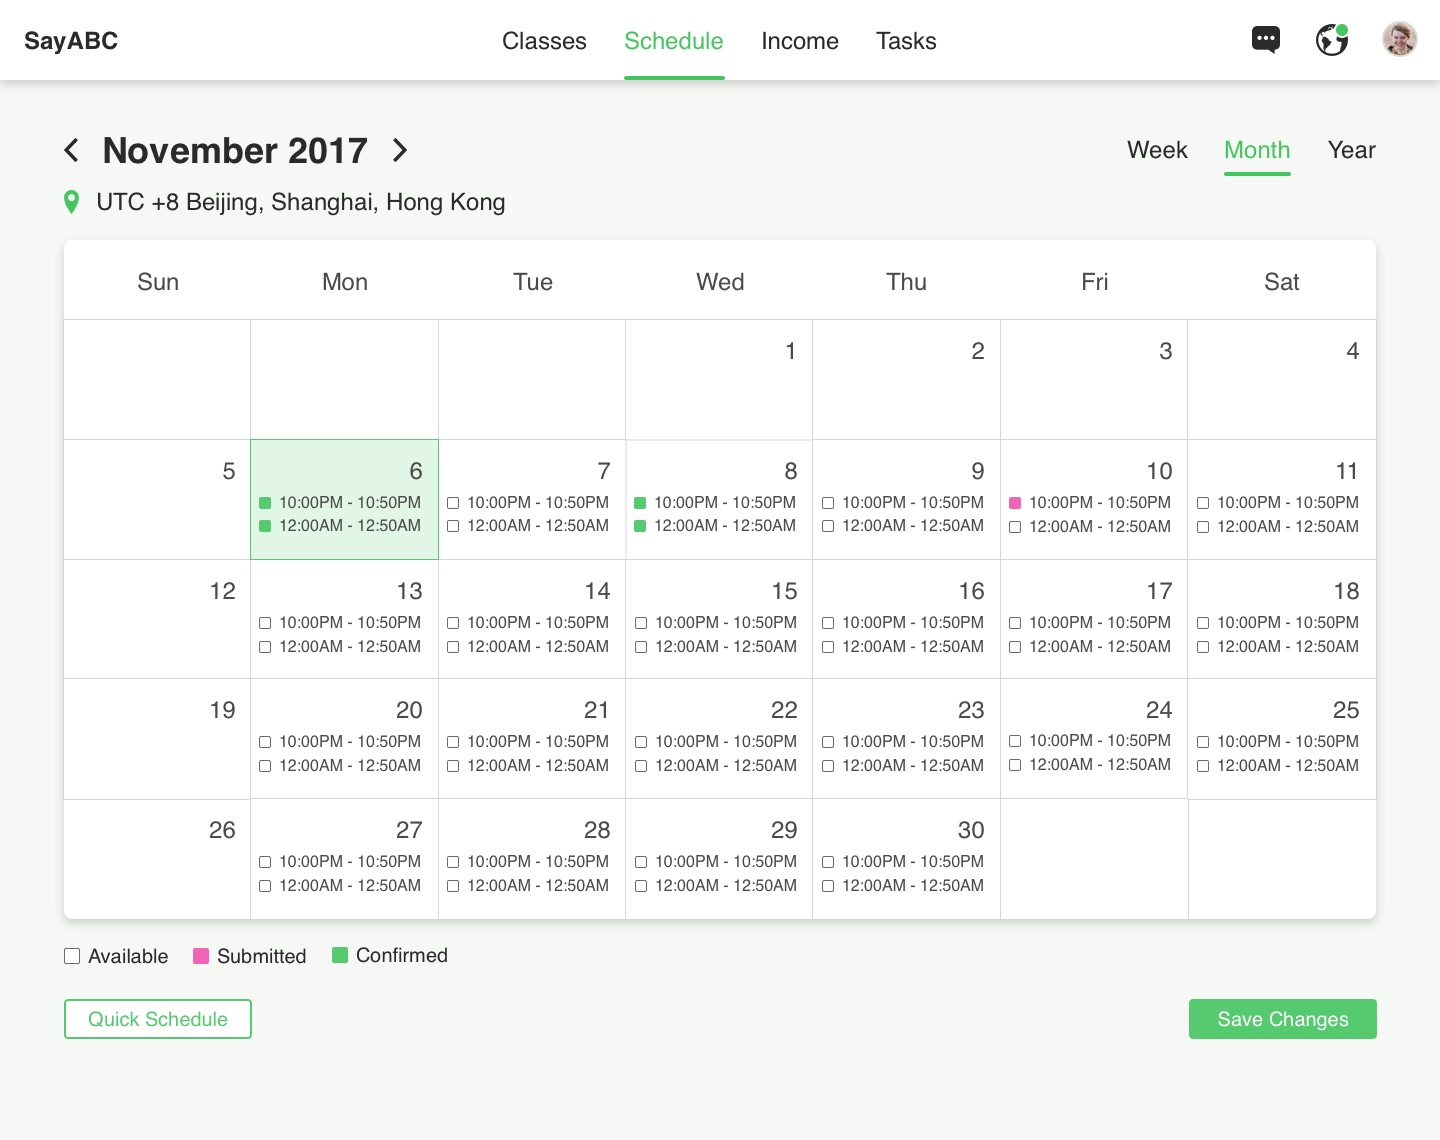 SayABC Classes Schedule Income Tasks
November 2017 Week Month Year
UTC +8 Beijing, Shanghai, Hong Kong
Sun Mon Tue Wed Thu Fri Sat
1 2 3 4
5 6 7 8 9 10 11
10:00PM - 10:50PM 10:00PM - 10:50PM 10:00PM - 10:50PM 10:00PM - 10:50PM 10:00PM - 10:50PM 10:00PM - 10:50PM
12:00AM - 12:50AM 12:00AM - 12:50AM 12:00AM - 12:50AM 12:00AM - 12:50AM 12:00AM - 12:50AM 12:00AM - 12:50AM
12 13 14 15 16 17 18
10:00PM - 10:50PM 10:00PM - 10:50PM 10:00PM - 10:50PM 10:00PM - 10:50PM 10:00PM - 10:50PM 10:00PM - 10:50PM
12:00AM - 12:50AM 12:00AM - 12:50AM 12:00AM - 12:50AM 12:00AM - 12:50AM 12:00AM - 12:50AM 12:00AM - 12:50AM
19 20 21 22 23 24 25
10:00PM - 10:50PM 10:00PM - 10:50PM 10:00PM - 10:50PM 10:00PM - 10:50PM 10:00PM - 10:50PM 10:00PM - 10:50PM
12:00AM - 12:50AM 12:00AM - 12:50AM 12:00AM - 12:50AM 12:00AM - 12:50AM 12:00AM - 12:50AM 12:00AM - 12:50AM
26 27 28 29 30
10:00PM - 10:50PM 10:00PM - 10:50PM 10:00PM - 10:50PM 10:00PM - 10:50PM
12:00AM - 12:50AM 12:00AM - 12:50AM 12:00AM - 12:50AM 12:00AM - 12:50AM
Available Submitted Confirmed
Quick Schedule Save Changes